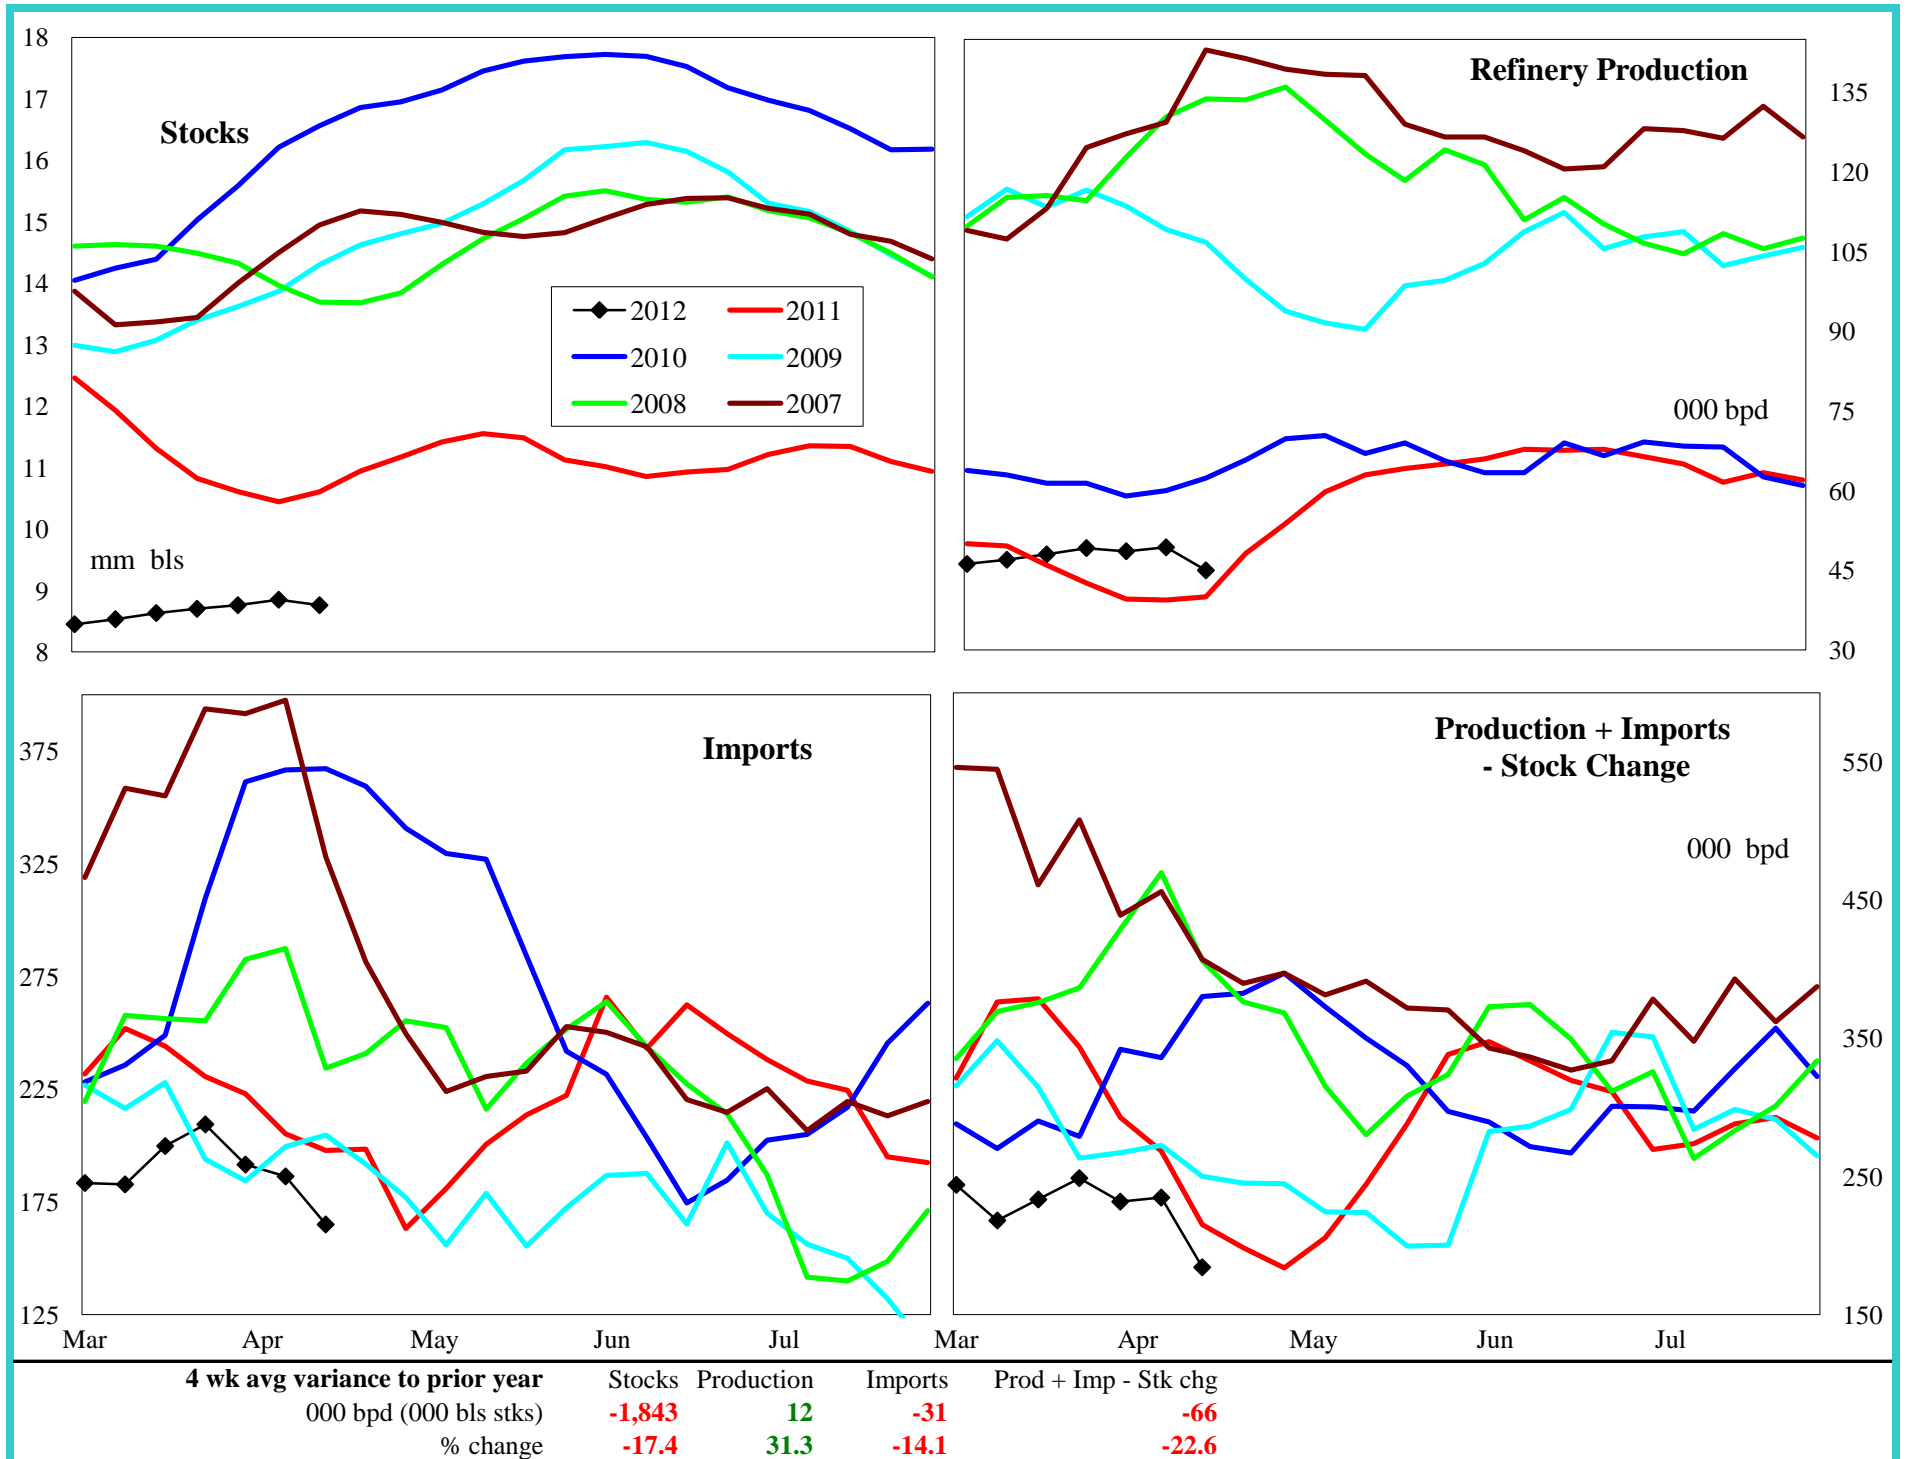 18
17
16
15
14
13
12
11
10
9
8
Stocks
mm bls
2012
2011
2010
2009
2008
2007
Refinery Production
000 bpd
135
120
105
90
75
60
45
30
Imports
375
325
275
225
175
125
Mar Apr May Jun Jul
Production + Imports
- Stock Change
000 bpd
550
450
350
250
150
Mar Apr May Jun Jul
4 wk avg variance to prior year Stocks Production Imports Prod + Imp - Stk chg
000 bpd (000 bls stks) -1,843 12 -31 -66
% change -17.4 31.3 -14.1 -22.6